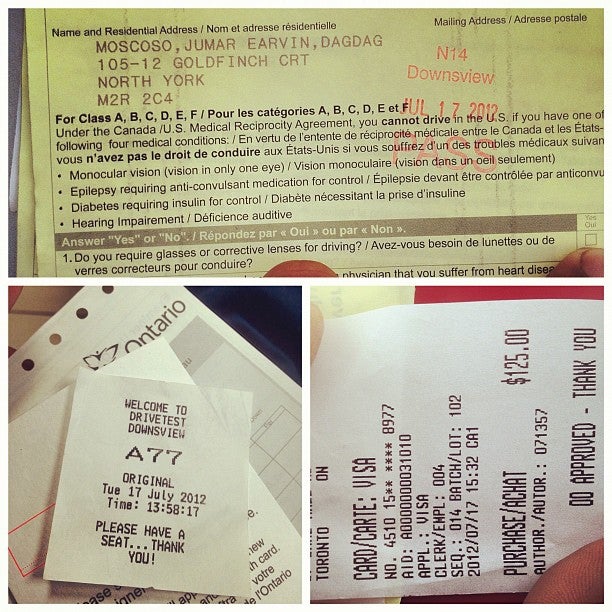 Name and Residential Address / Nom et adresse résidentielle
Mailing Address / Adresse postale
MOSCOSO,JUMAR EARVIN,DAGDAG
105-12 GOLDFINCH CRT
NORTH YORK
M2R 2C4
N14
Downsview
JUL 17 2012
PASS
For Class A, B, C, D, E, F / Pour les catégories A, B, C, D, E et F
Under the Canada /U.S. Medical Reciprocity Agreement, you cannot drive in the U.S. if you have one of
following four medical conditions: / En vertu de l'entente de réciprocité médicale entre le Canada et les États-
vous n'avez pas le droit de conduire aux États-Unis si vous souffrez d'un des troubles médicaux suivan
• Monocular vision (vision in only one eye) / Vision monoculaire (vision dans un oeil seulement)
• Epilepsy requiring anti-convulsant medication for control / Épilepsie devant être contrôlée par anticonvu
• Diabetes requiring insulin for control / Diabète nécessitant la prise d'insuline
• Hearing Impairment / Déficience auditive
Answer "Yes" or "No". / Répondez par « Oui » ou par « Non ».
Yes
Oui
1. Do you require glasses or corrective lenses for driving? / Avez-vous besoin de lunettes ou de
verres correcteurs pour conduire?
physician that you suffer from heart disea
Ontario
WELCOME TO
DRIVETEST
DOWNSVIEW
A77
ORIGINAL
Tue 17 July 2012
Time: 13:58:17
PLEASE HAVE A
SEAT...THANK
YOU!
new
h card.
votre
de l'Ontario
TORONTO ON
CARD/CARTE: VISA
NO. 4510 15** **** 8977
AID: A0000000031010
APPL.: VISA
CLERK/EMPL: 004
SEQ.: 014 BATCH/LOT: 102
2012/07/17 15:32 CA1
PURCHASE/ACHAT $125.00
AUTHOR./AUTOR.: 071357
00 APPROVED - THANK YOU